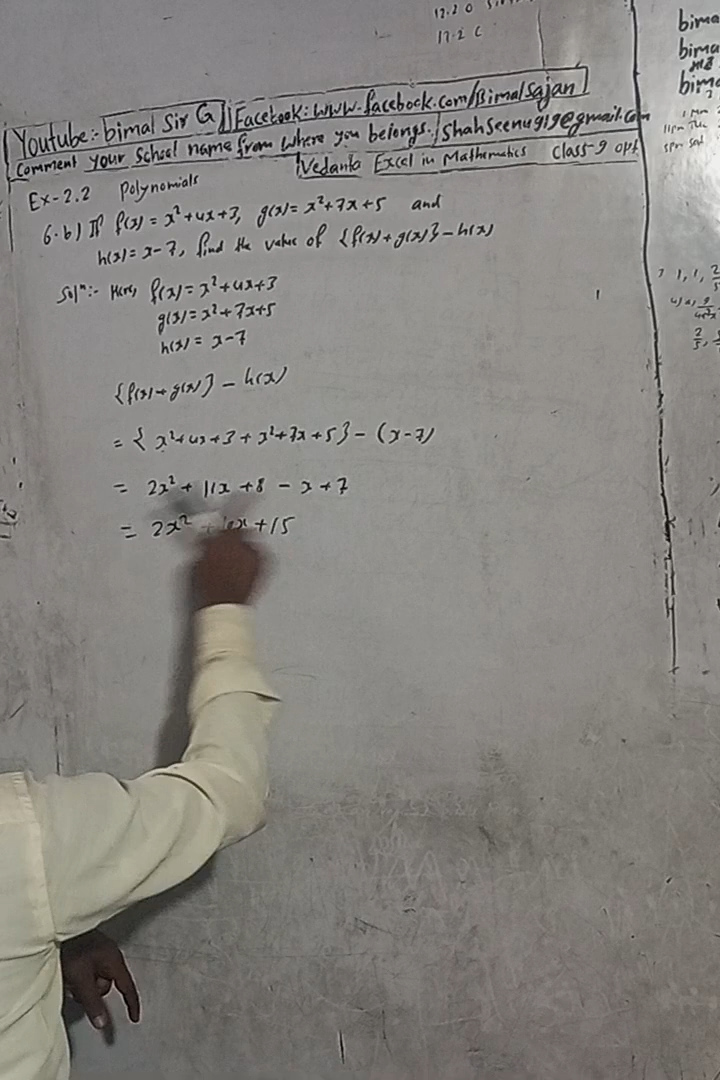 17.2 C
Youtube:- bimal Sir G Facebook: www.facebook.com/Bimalsajan
Comment your School name from where you belongs./shahseenu919@gmail.com
Vedanta Excel in Mathematics Class-9 opt
Ex-2.2 Polynomials
6.b) If f(x) = x²+4x+3, g(x) = x²+7x+5 and
h(x) = x-7, find the value of {f(x)+g(x)}-h(x)
Solⁿ:- Here, f(x) = x²+4x+3
g(x) = x²+7x+5
h(x) = x-7
{f(x)+g(x)} - h(x)
= { x²+4x+3 + x²+7x+5} - (x-7)
= 2x² + 11x +8 - x+7
= 2x² + 10x +15
bima
bima
bima